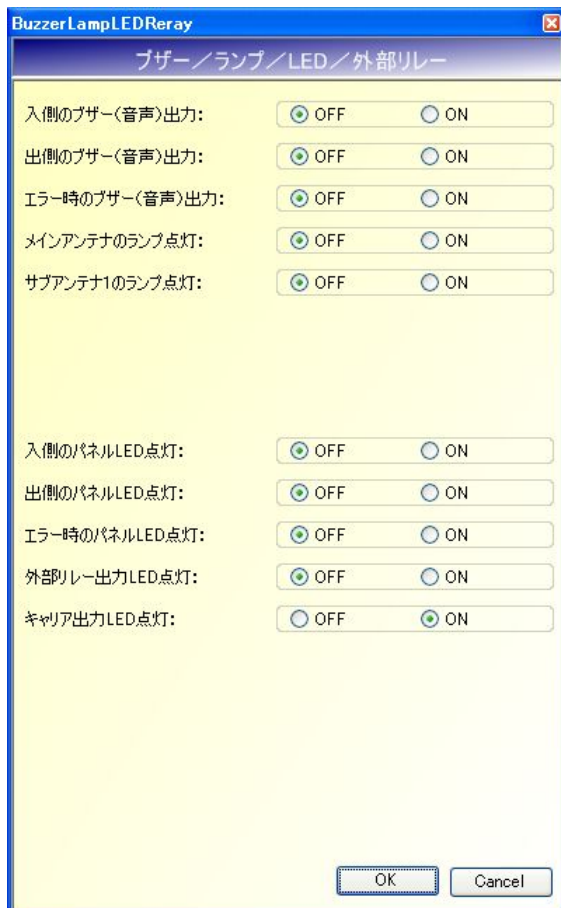 BuzzerLampLEDReray
ブザー／ランプ／LED／外部リレー
入側のブザー(音声)出力: OFF ON
出側のブザー(音声)出力: OFF ON
エラー時のブザー(音声)出力: OFF ON
メインアンテナのランプ点灯: OFF ON
サブアンテナ1のランプ点灯: OFF ON
入側のパネルLED点灯: OFF ON
出側のパネルLED点灯: OFF ON
エラー時のパネルLED点灯: OFF ON
外部リレー出力LED点灯: OFF ON
キャリア出力LED点灯: OFF ON
OK Cancel